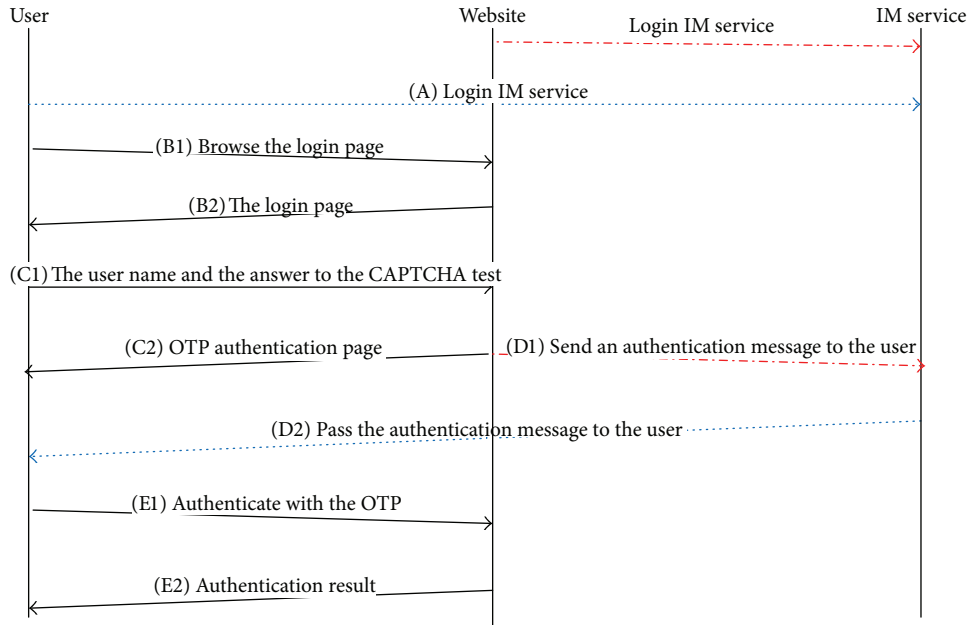 User
Website
IM service
Login IM service
(A) Login IM service
(B1) Browse the login page
(B2) The login page
(C1) The user name and the answer to the CAPTCHA test
(C2) OTP authentication page
(D1) Send an authentication message to the user
(D2) Pass the authentication message to the user
(E1) Authenticate with the OTP
(E2) Authentication result